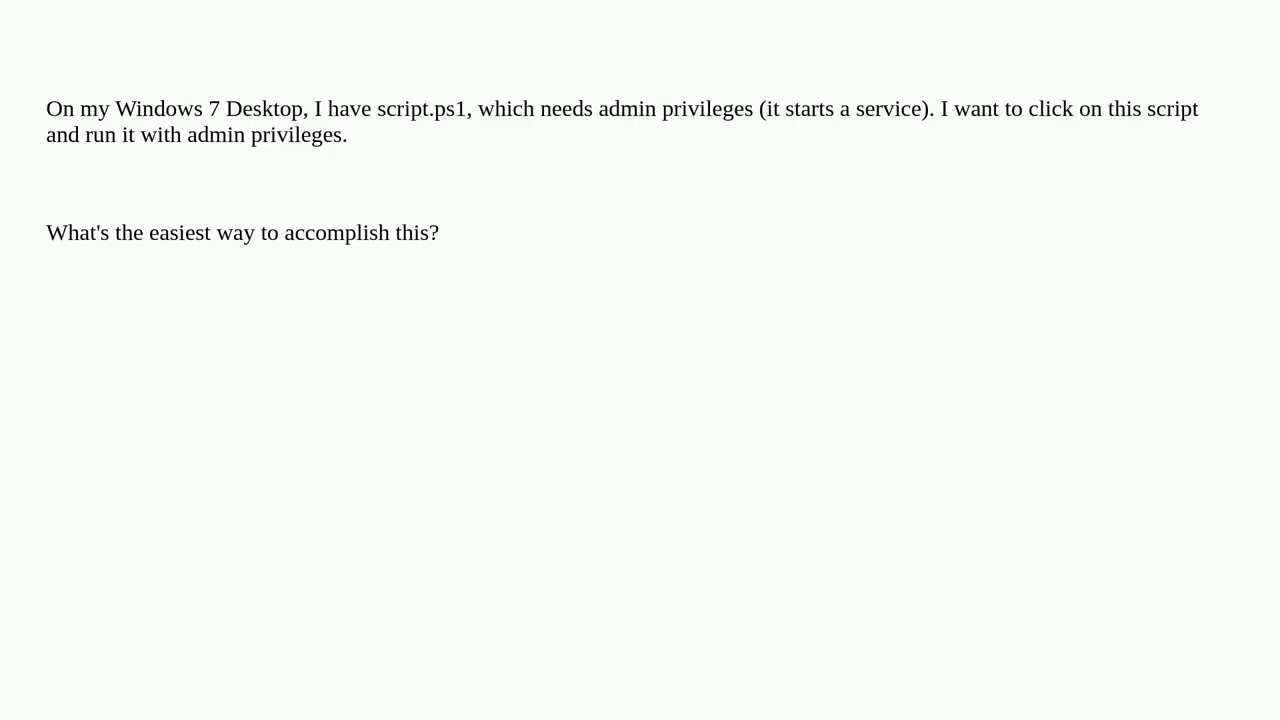 On my Windows 7 Desktop, I have script.ps1, which needs admin privileges (it starts a service). I want to click on this script
and run it with admin privileges.
What's the easiest way to accomplish this?